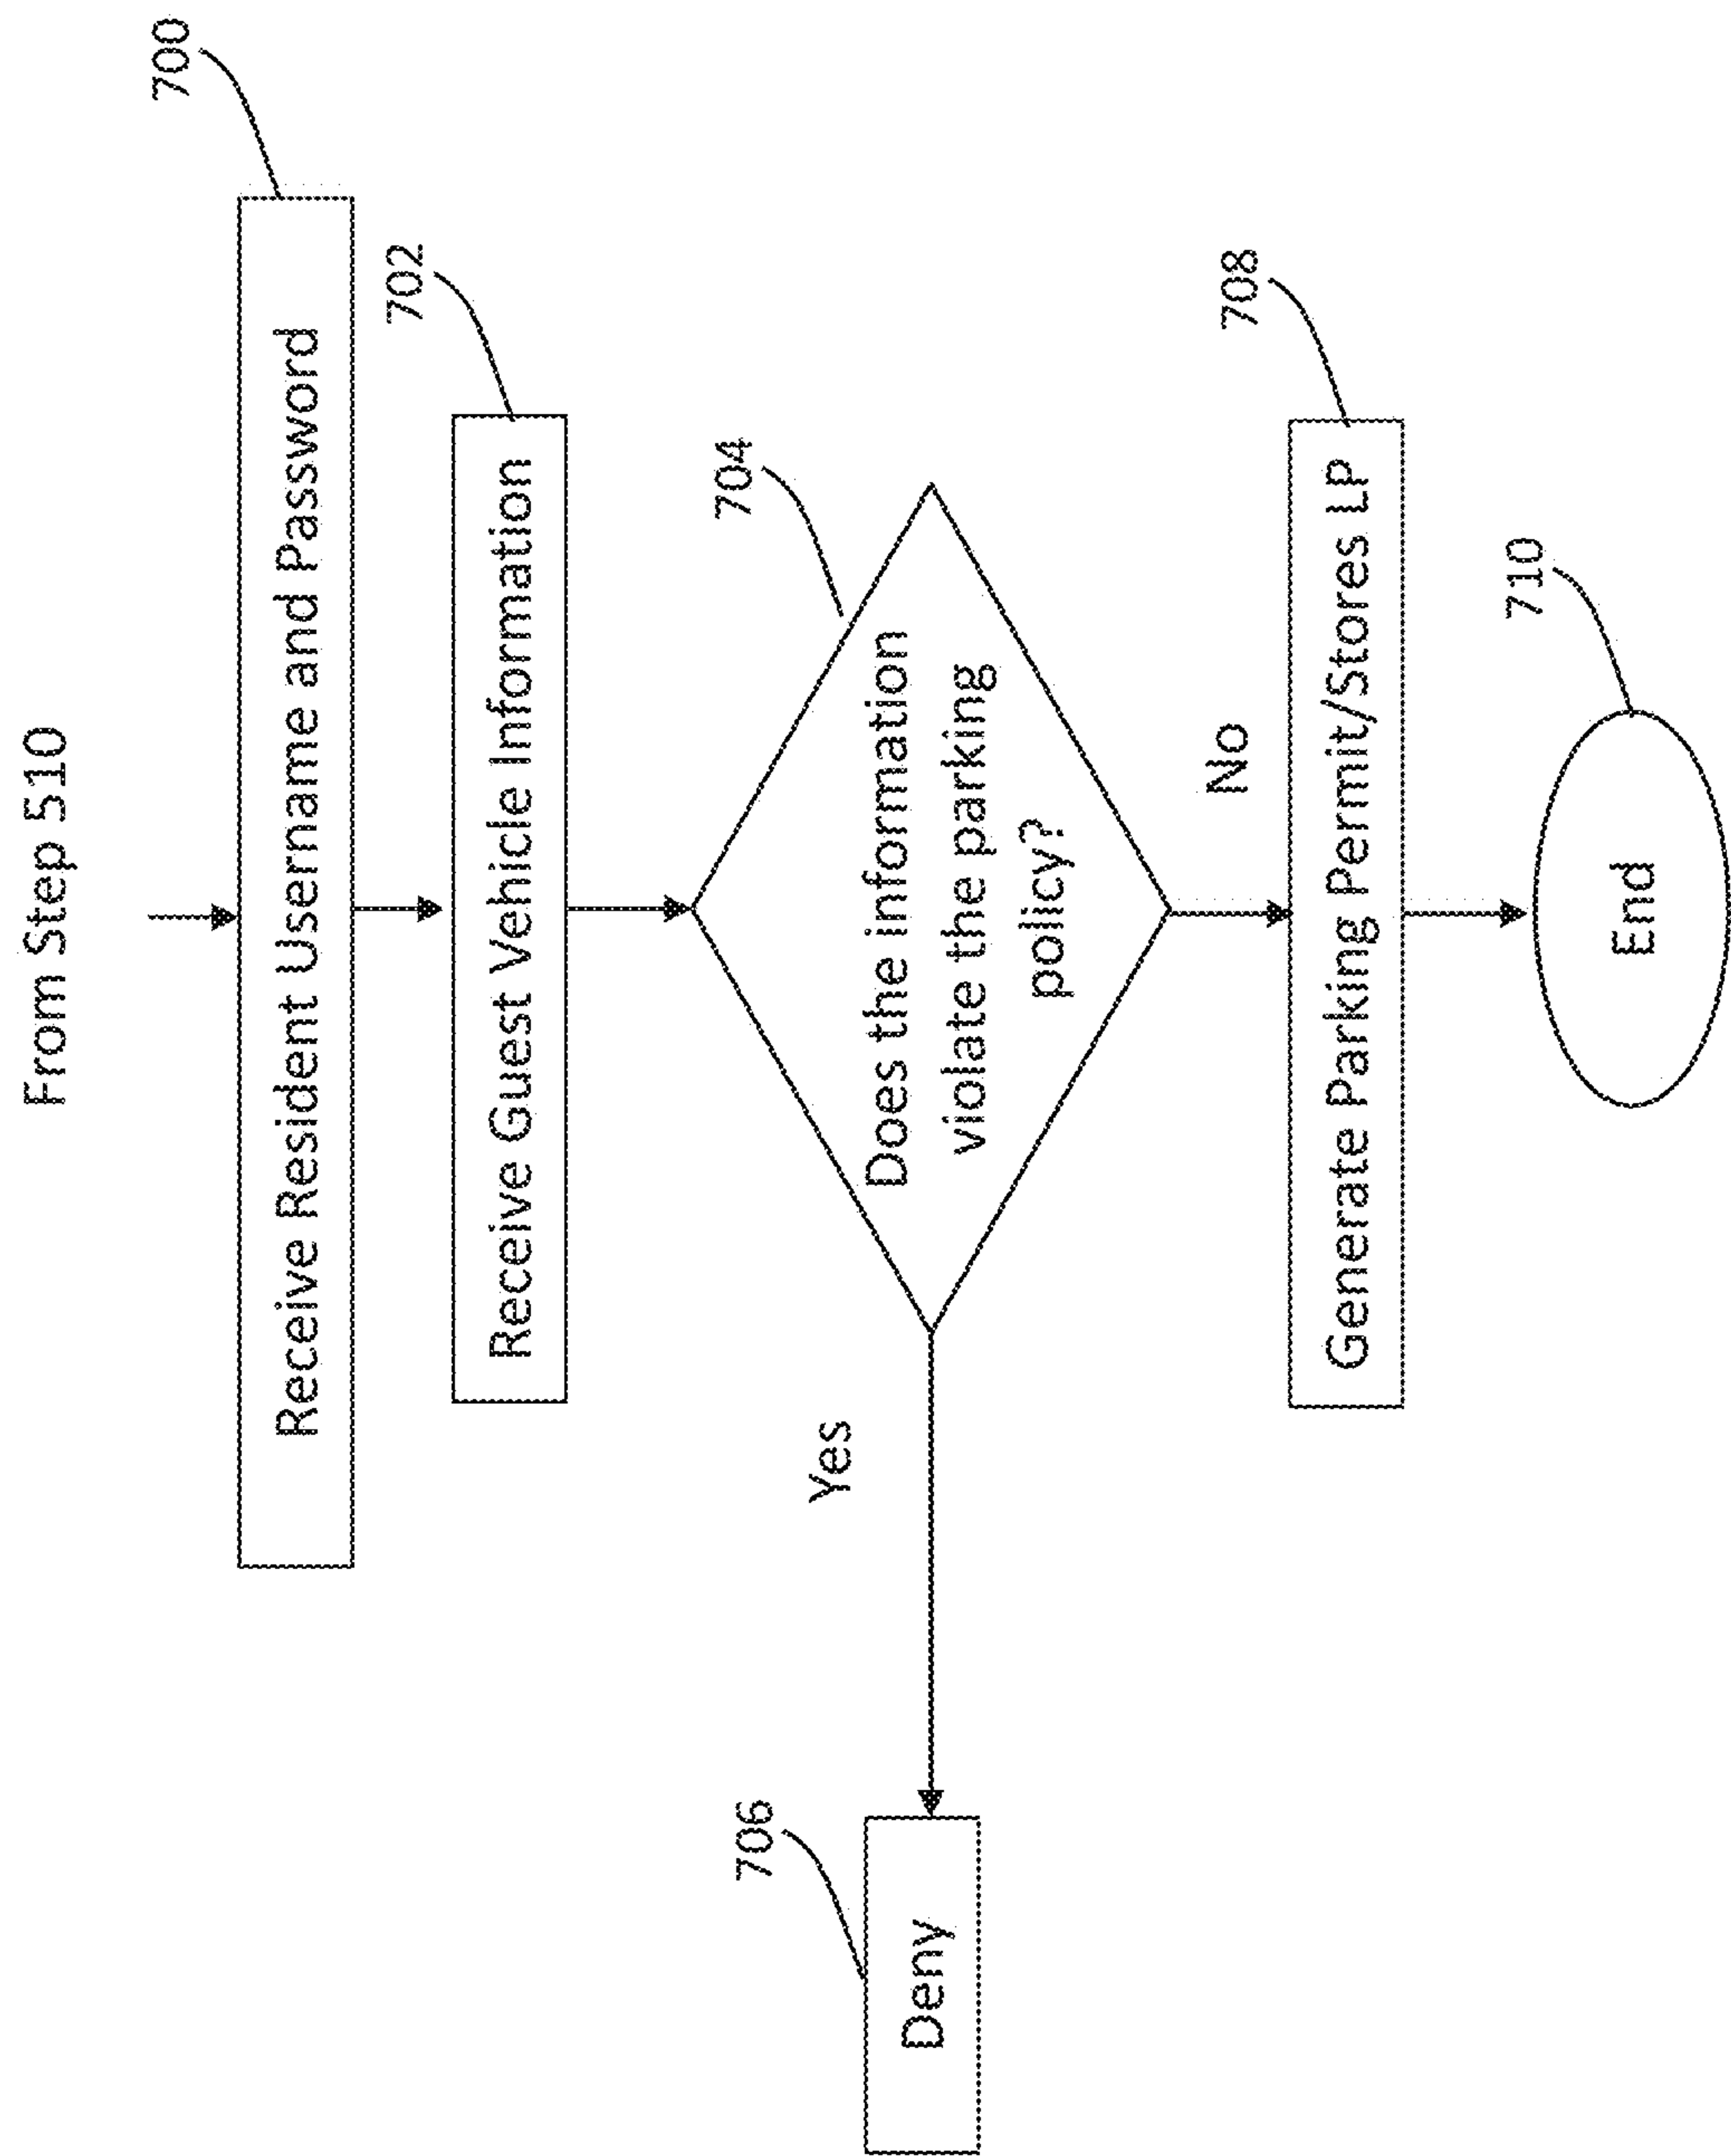 From Step 510
700
Receive Resident Username and Password
702
Receive Guest Vehicle Information
704
Does the information
violate the parking
policy?
Yes
706
Deny
No
708
Generate Parking Permit/Stores LP
710
End